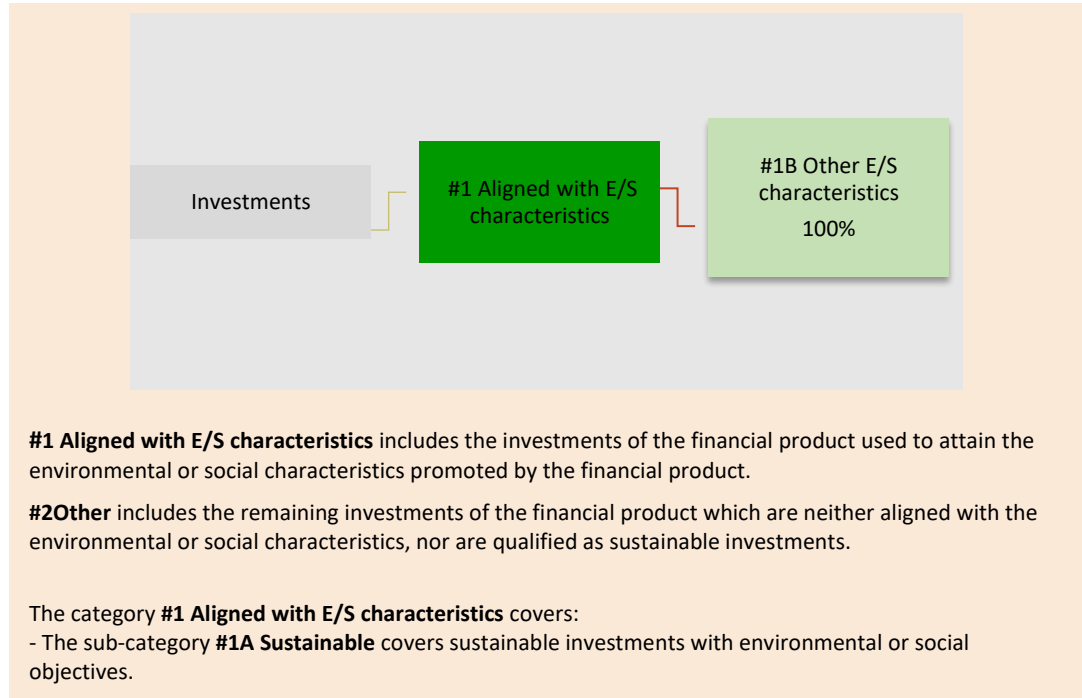 Investments
#1 Aligned with E/S
characteristics
#1B Other E/S
characteristics
100%
#1 Aligned with E/S characteristics includes the investments of the financial product used to attain the
environmental or social characteristics promoted by the financial product.
#2Other includes the remaining investments of the financial product which are neither aligned with the
environmental or social characteristics, nor are qualified as sustainable investments.
The category #1 Aligned with E/S characteristics covers:
- The sub-category #1A Sustainable covers sustainable investments with environmental or social
objectives.